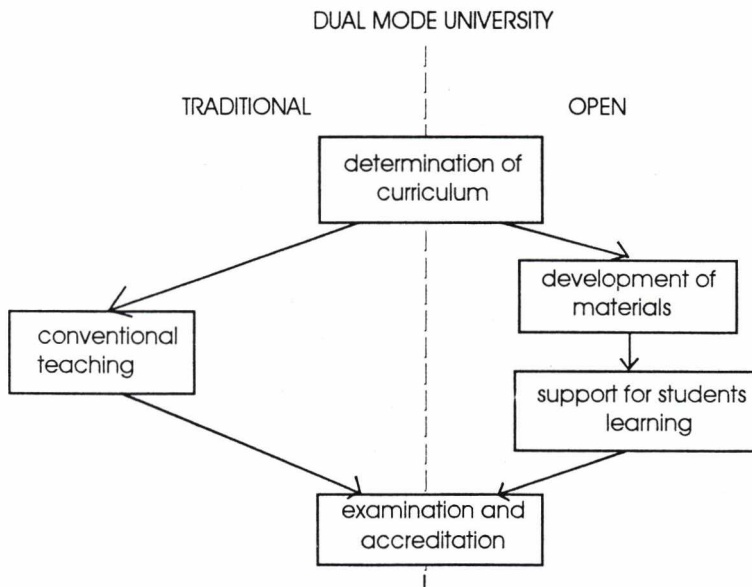 DUAL MODE UNIVERSITY
TRADITIONAL
OPEN
determination of
curriculum
development of
materials
conventional
teaching
support for students
learning
examination and
accreditation